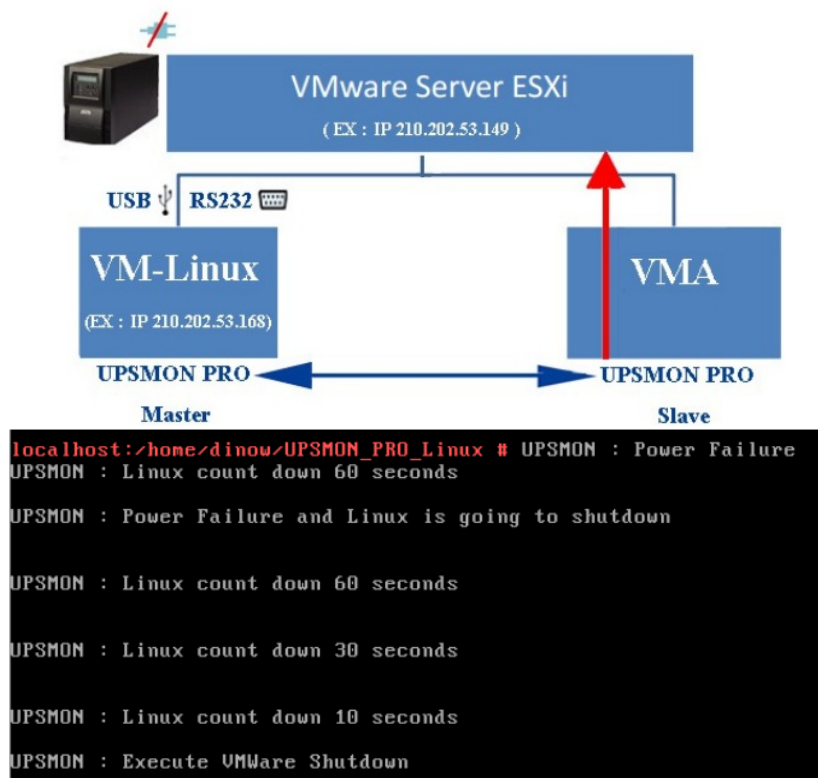 VMware Server ESXi
( EX : IP 210.202.53.149 )
USB RS232
VM-Linux
(EX : IP 210.202.53.168)
VMA
UPSMON PRO
UPSMON PRO
Master
Slave
localhost:/home/dinow/UPSMON_PRO_Linux # UPSMON : Power Failure
UPSMON : Linux count down 60 seconds
UPSMON : Power Failure and Linux is going to shutdown
UPSMON : Linux count down 60 seconds
UPSMON : Linux count down 30 seconds
UPSMON : Linux count down 10 seconds
UPSMON : Execute VMWare Shutdown